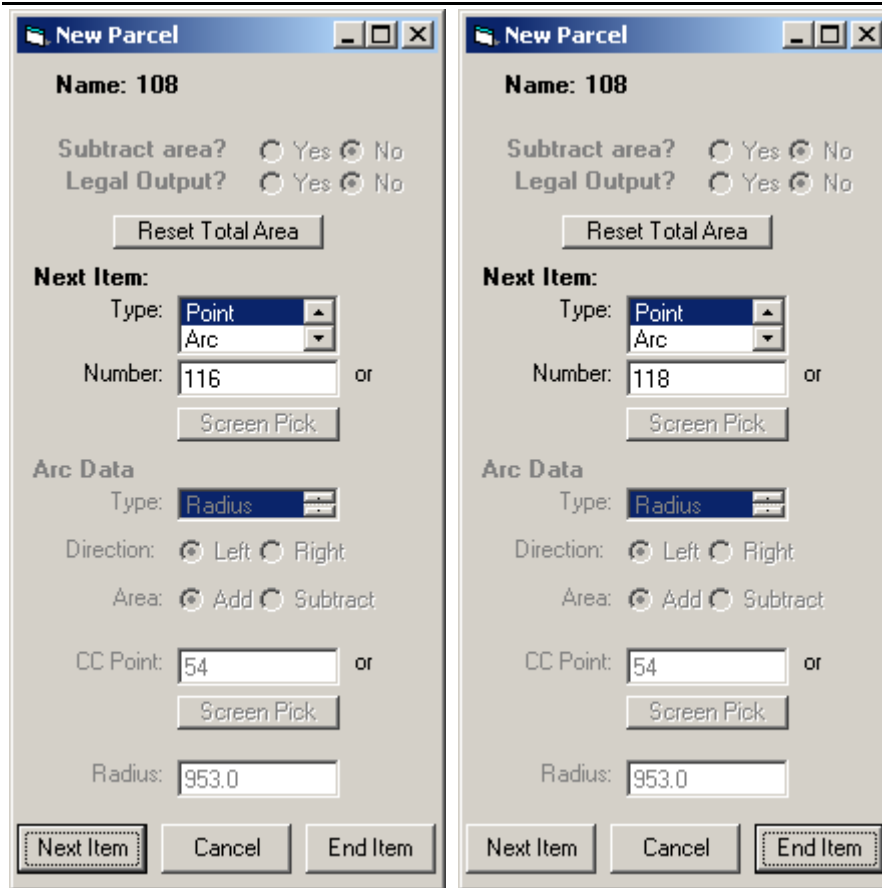 New Parcel
Name: 108
Subtract area? Yes No
Legal Output? Yes No
Reset Total Area
Next Item:
Type: Point
Arc
Number: 116 or
Screen Pick
Arc Data
Type: Radius
Direction: Left Right
Area: Add Subtract
CC Point: 54 or
Screen Pick
Radius: 953.0
Next Item Cancel End Item
New Parcel
Name: 108
Subtract area? Yes No
Legal Output? Yes No
Reset Total Area
Next Item:
Type: Point
Arc
Number: 118 or
Screen Pick
Arc Data
Type: Radius
Direction: Left Right
Area: Add Subtract
CC Point: 54 or
Screen Pick
Radius: 953.0
Next Item Cancel End Item